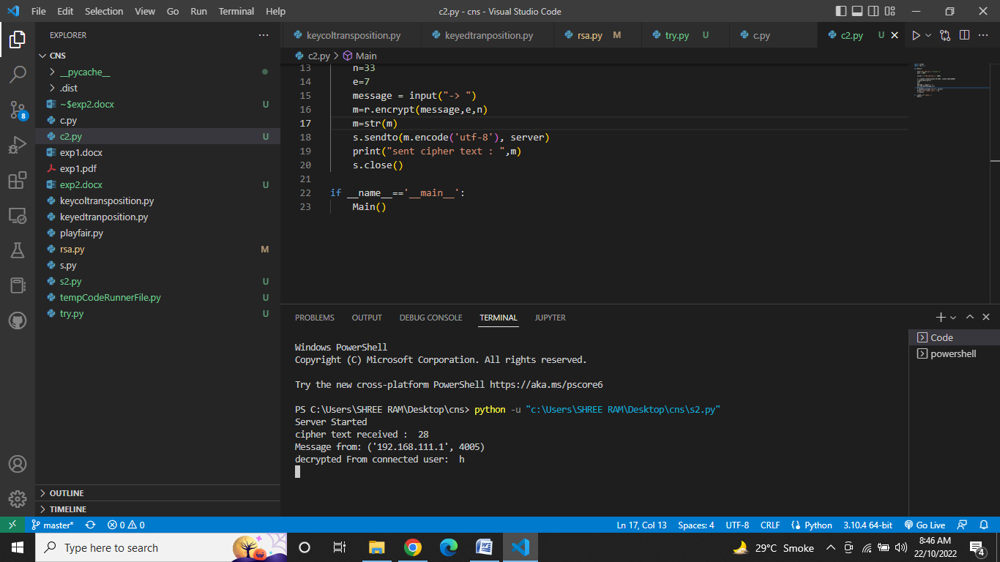 File Edit Selection View Go Run Terminal Help
c2.py - cns - Visual Studio Code
EXPLORER
keycoltransposition.py
keyedtranposition.py
rsa.py M
try.py U
c.py
c2.py U
CNS
c2.py > Main
__pycache__
.dist
~$exp2.docx U
c.py
c2.py U
exp1.docx
exp1.pdf
exp2.docx U
keycoltransposition.py
keyedtranposition.py
playfair.py
rsa.py M
s.py
s2.py U
tempCodeRunnerFile.py U
try.py U
8
OUTLINE
TIMELINE
13 n=33
14 e=7
15 message = input("-> ")
16 m=r.encrypt(message,e,n)
17 m=str(m)
18 s.sendto(m.encode('utf-8'), server)
19 print("sent cipher text : ",m)
20 s.close()
21
22 if __name__=='__main__':
23 Main()
PROBLEMS OUTPUT DEBUG CONSOLE TERMINAL JUPYTER
Code
powershell
Windows PowerShell
Copyright (C) Microsoft Corporation. All rights reserved.
Try the new cross-platform PowerShell https://aka.ms/pscore6
PS C:\Users\SHREE RAM\Desktop\cns> python -u "c:\Users\SHREE RAM\Desktop\cns\s2.py"
Server Started
cipher text received :  28
Message from: ('192.168.111.1', 4005)
decrypted From connected user:  h
master* 0 0 Ln 17, Col 13 Spaces: 4 UTF-8 CRLF Python 3.10.4 64-bit Go Live
Type here to search
29°C Smoke
8:46 AM
22/10/2022
4